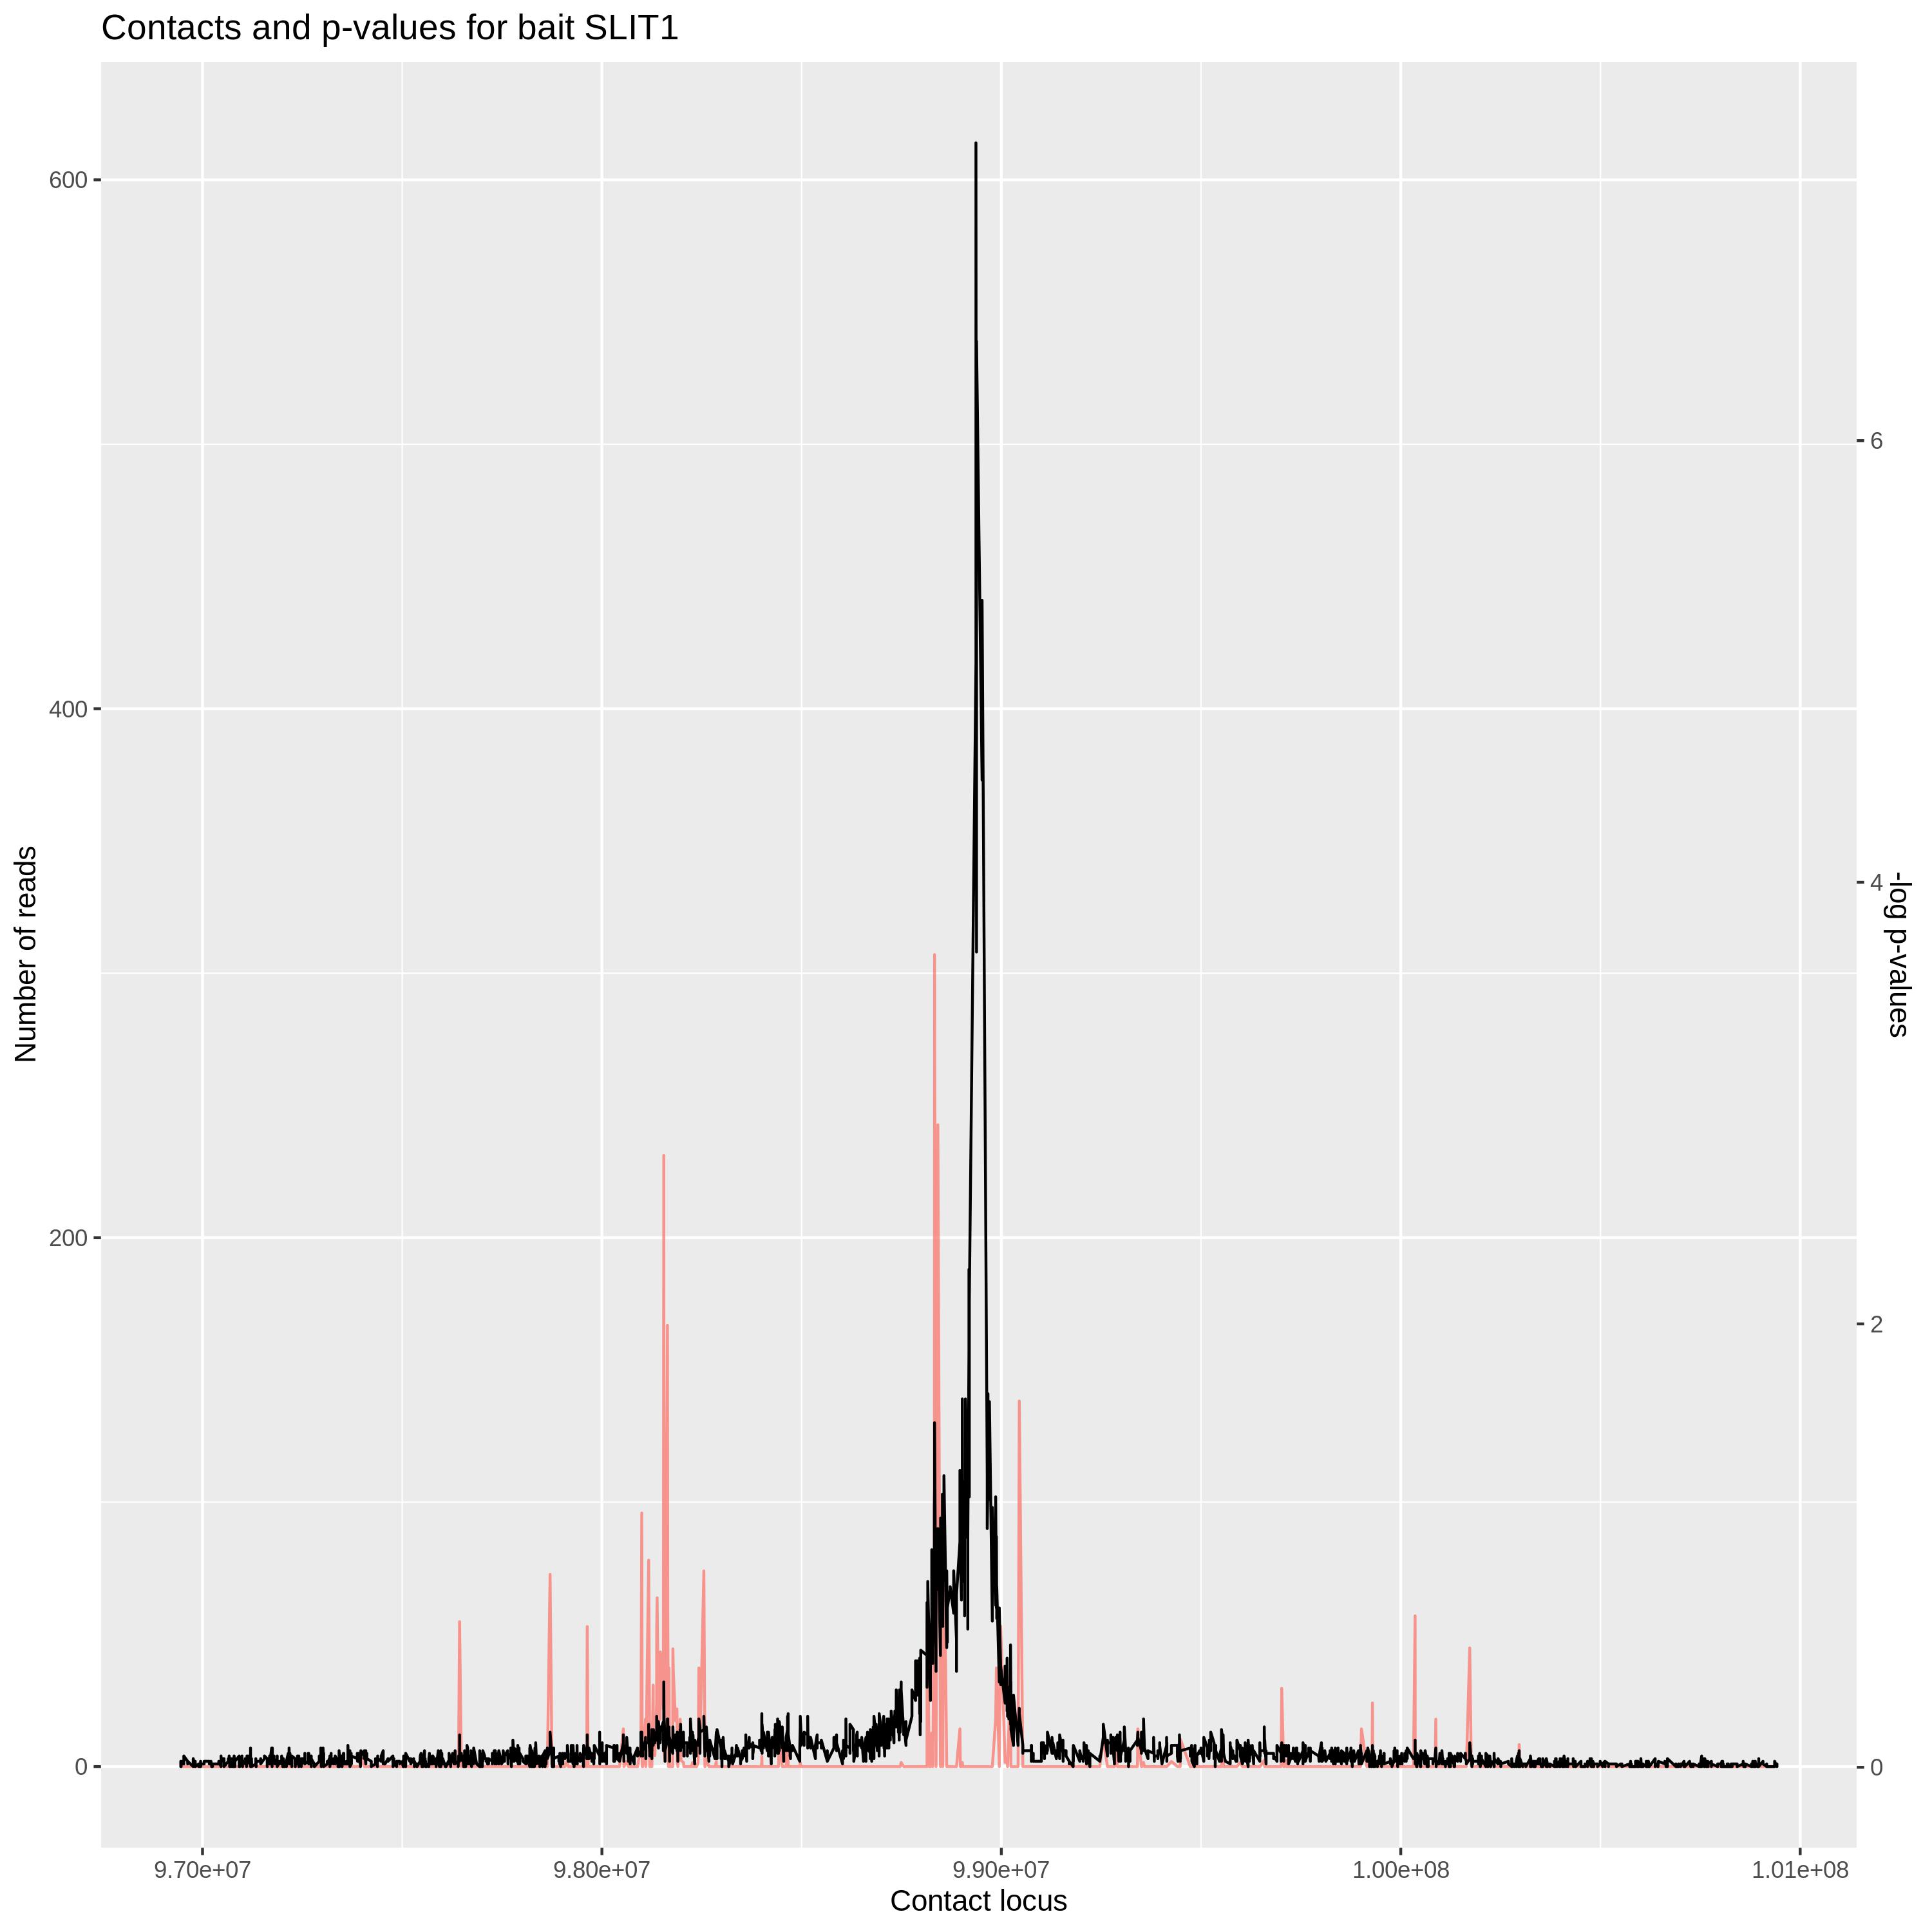 Contacts and p-values for bait SLIT1
600
400
200
0
Number of reads
6
4
2
0
-log p-values
9.70e+07 9.80e+07 9.90e+07 1.00e+08 1.01e+08
Contact locus